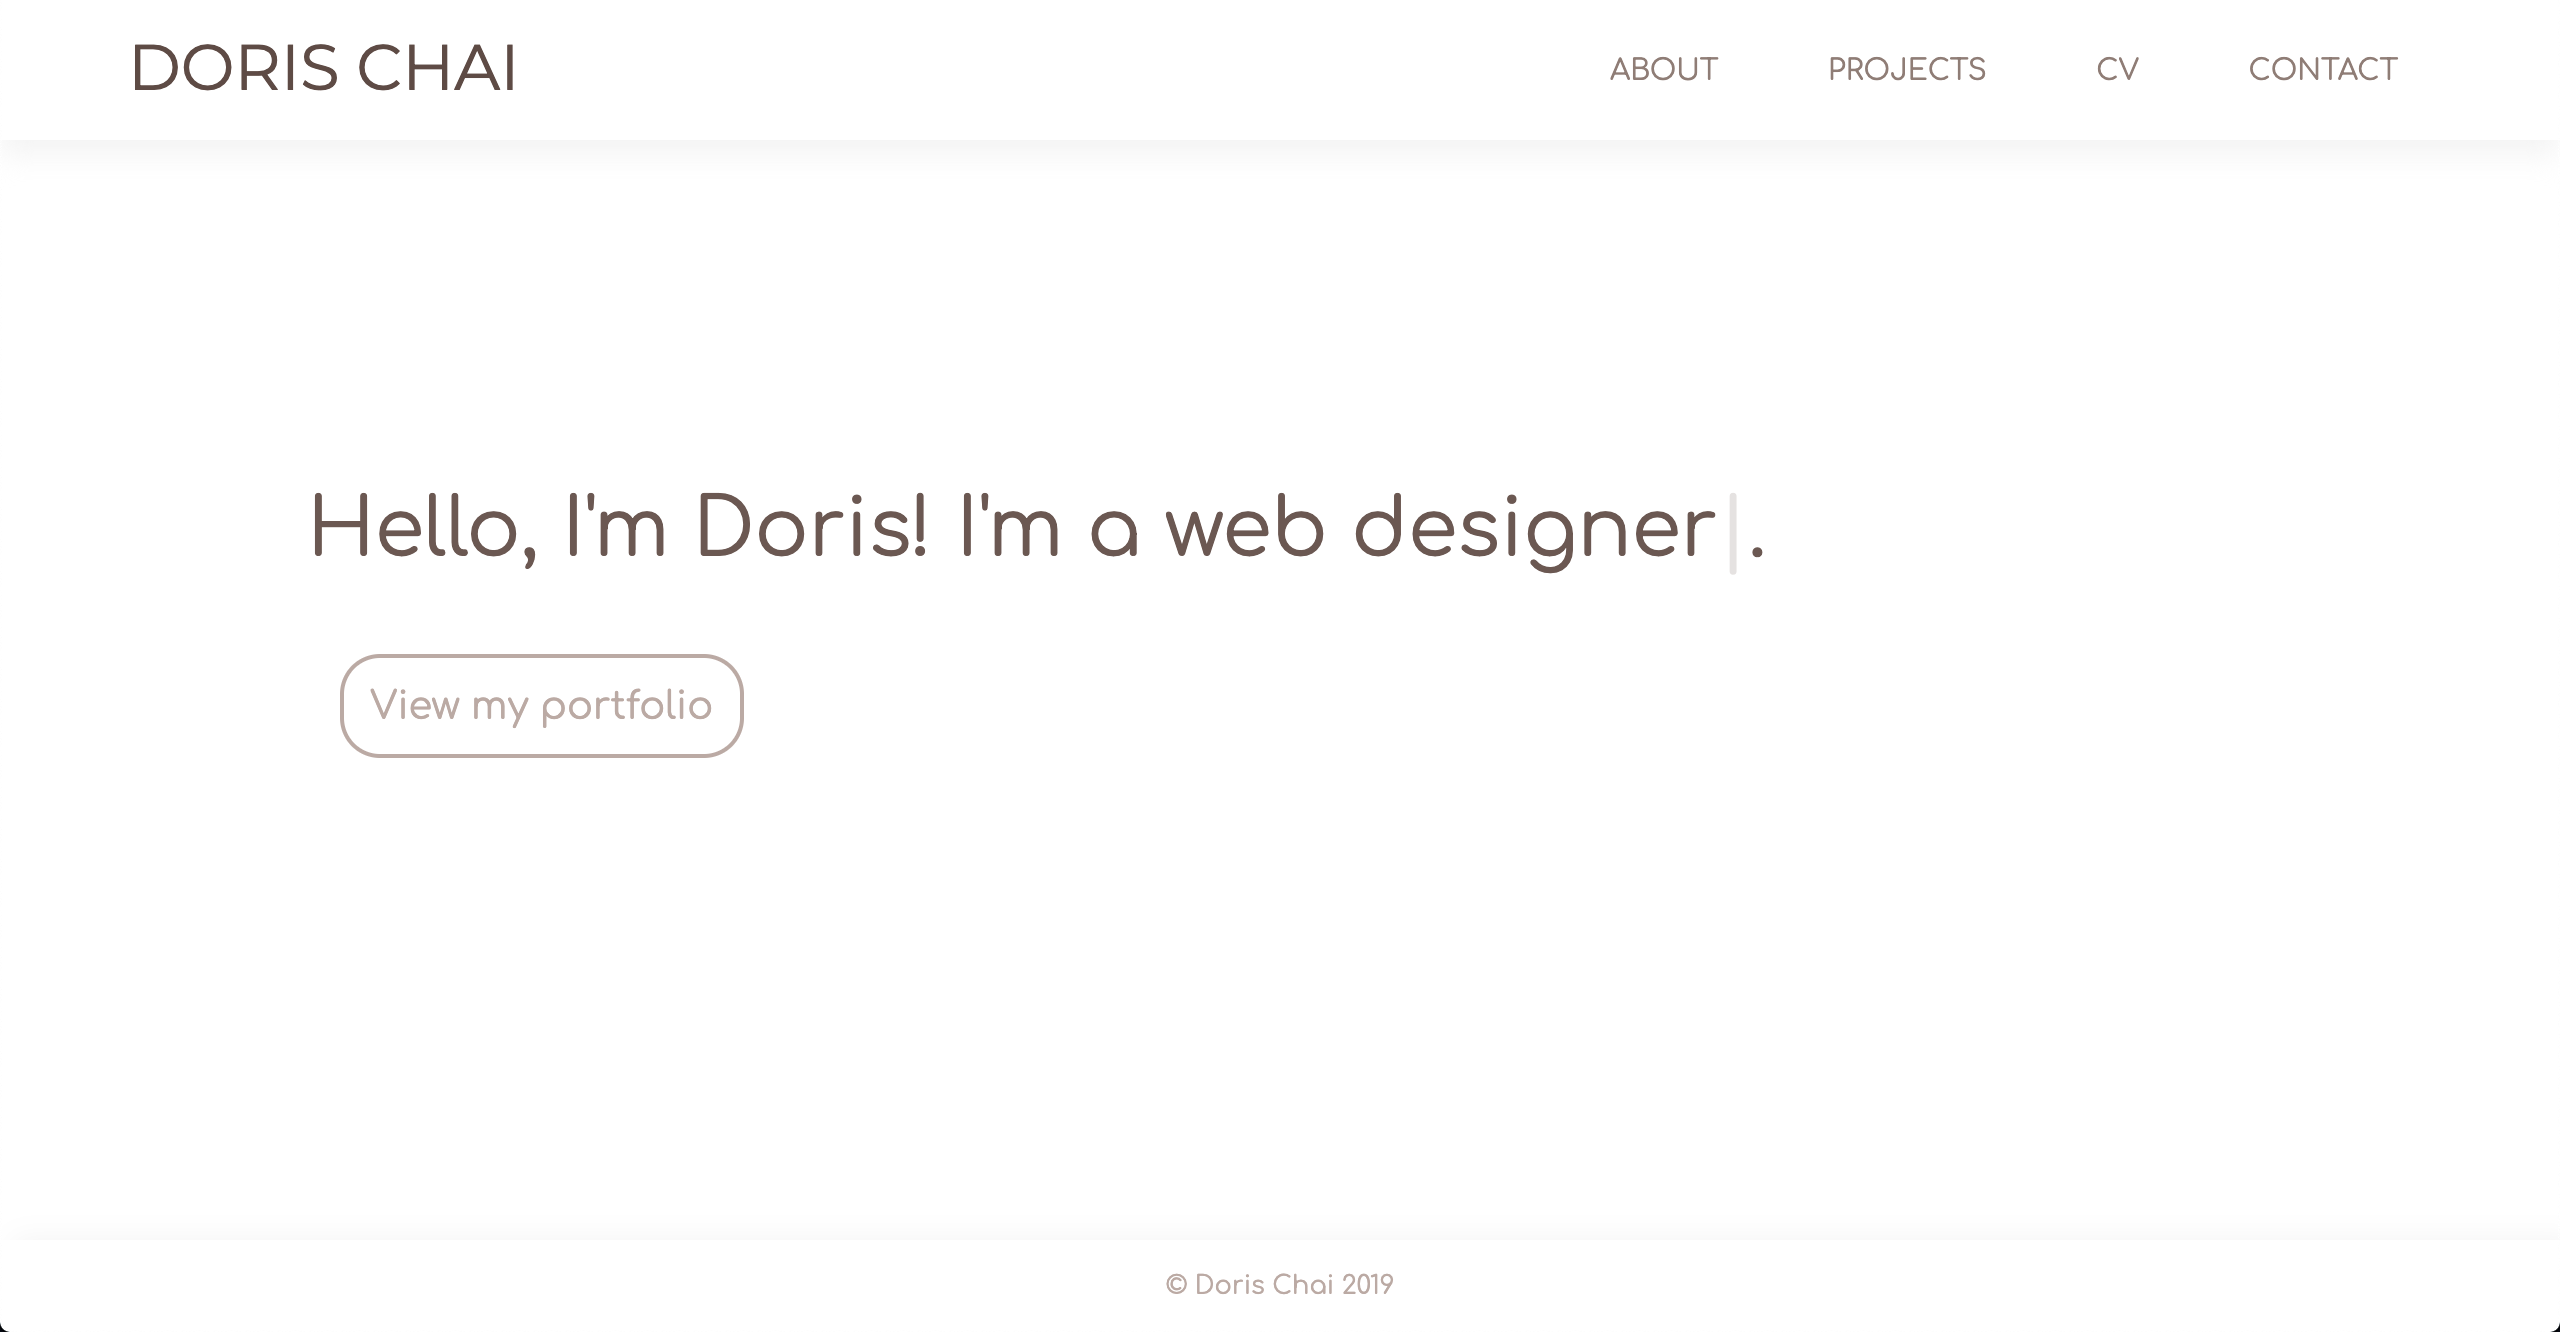 DORIS CHAI
ABOUT PROJECTS CV CONTACT
Hello, I'm Doris! I'm a web designer|.
View my portfolio
© Doris Chai 2019